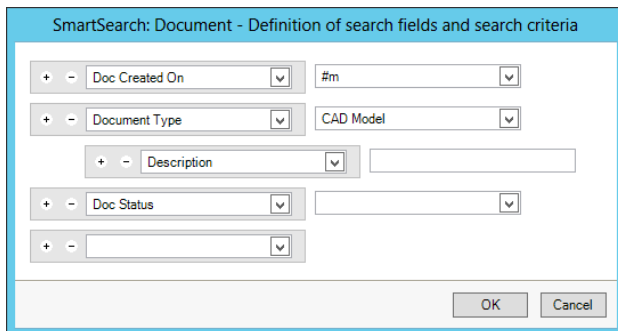 SmartSearch: Document - Definition of search fields and search criteria
+ - Doc Created On #m
+ - Document Type CAD Model
+ - Description
+ - Doc Status
+ -
OK Cancel